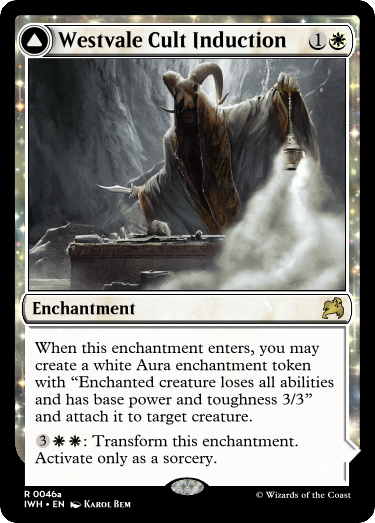 Westvale Cult Induction 1
Enchantment
When this enchantment enters, you may
create a white Aura enchantment token
with “Enchanted creature loses all abilities
and has base power and toughness 3/3”
and attach it to target creature.
3: Transform this enchantment.
Activate only as a sorcery.
R 0046a
IWH • EN Karol Bem
© Wizards of the Coast